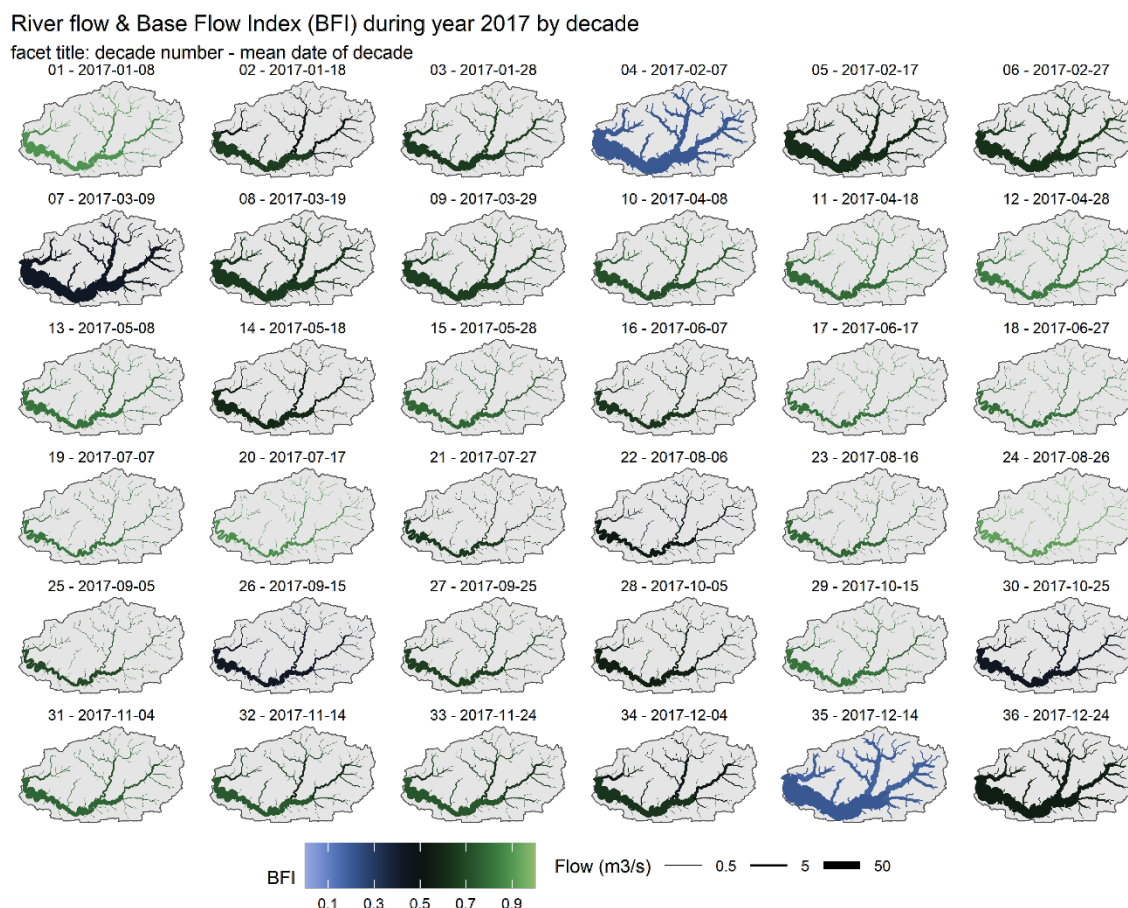 River flow & Base Flow Index (BFI) during year 2017 by decade
facet title: decade number - mean date of decade
01 - 2017-01-08
02 - 2017-01-18
03 - 2017-01-28
04 - 2017-02-07
05 - 2017-02-17
06 - 2017-02-27
07 - 2017-03-09
08 - 2017-03-19
09 - 2017-03-29
10 - 2017-04-08
11 - 2017-04-18
12 - 2017-04-28
13 - 2017-05-08
14 - 2017-05-18
15 - 2017-05-28
16 - 2017-06-07
17 - 2017-06-17
18 - 2017-06-27
19 - 2017-07-07
20 - 2017-07-17
21 - 2017-07-27
22 - 2017-08-06
23 - 2017-08-16
24 - 2017-08-26
25 - 2017-09-05
26 - 2017-09-15
27 - 2017-09-25
28 - 2017-10-05
29 - 2017-10-15
30 - 2017-10-25
31 - 2017-11-04
32 - 2017-11-14
33 - 2017-11-24
34 - 2017-12-04
35 - 2017-12-14
36 - 2017-12-24
BFI
0.1 0.3 0.5 0.7 0.9
Flow (m3/s) 0.5 5 50